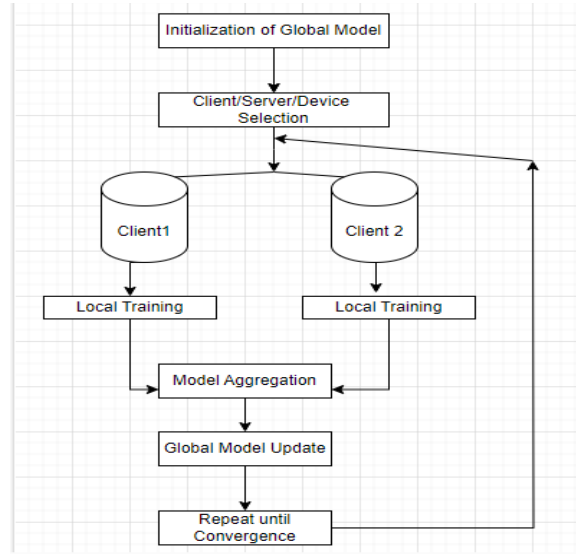 Initialization of Global Model
Client/Server/Device
Selection
Client1
Client 2
Local Training
Local Training
Model Aggregation
Global Model Update
Repeat until
Convergence